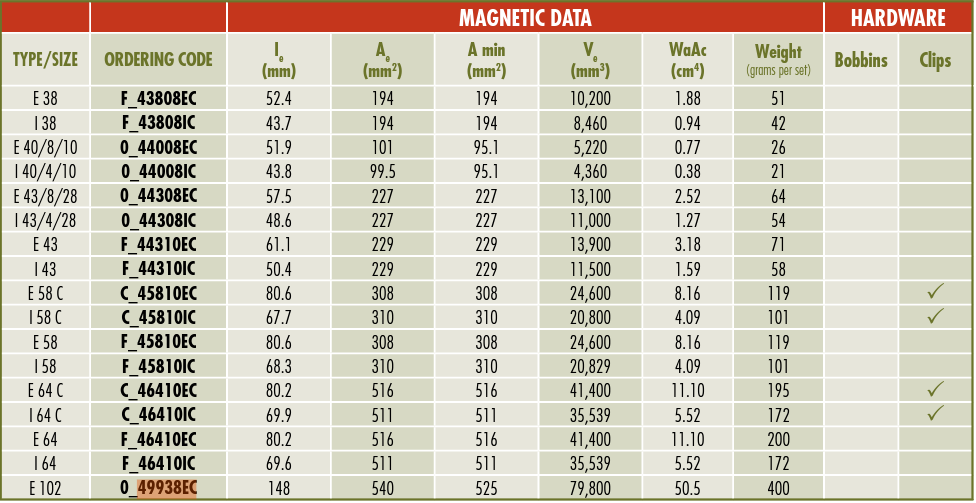 MAGNETIC DATA HARDWARE
TYPE/SIZE ORDERING CODE le (mm) Ae (mm2) A min (mm2) Ve (mm3) WaAc (cm4) Weight (grams per set) Bobbins Clips
E 38 F_43808EC 52.4 194 194 10,200 1.88 51
I 38 F_43808IC 43.7 194 194 8,460 0.94 42
E 40/8/10 0_44008EC 51.9 101 95.1 5,220 0.77 26
I 40/4/10 0_44008IC 43.8 99.5 95.1 4,360 0.38 21
E 43/8/28 0_44308EC 57.5 227 227 13,100 2.52 64
I 43/4/28 0_44308IC 48.6 227 227 11,000 1.27 54
E 43 F_44310EC 61.1 229 229 13,900 3.18 71
I 43 F_44310IC 50.4 229 229 11,500 1.59 58
E 58 C C_45810EC 80.6 308 308 24,600 8.16 119 ✓
I 58 C C_45810IC 67.7 310 310 20,800 4.09 101 ✓
E 58 F_45810EC 80.6 308 308 24,600 8.16 119
I 58 F_45810IC 68.3 310 310 20,829 4.09 101
E 64 C C_46410EC 80.2 516 516 41,400 11.10 195 ✓
I 64 C C_46410IC 69.9 511 511 35,539 5.52 172 ✓
E 64 F_46410EC 80.2 516 516 41,400 11.10 200
I 64 F_46410IC 69.6 511 511 35,539 5.52 172
E 102 0_49938EC 148 540 525 79,800 50.5 400